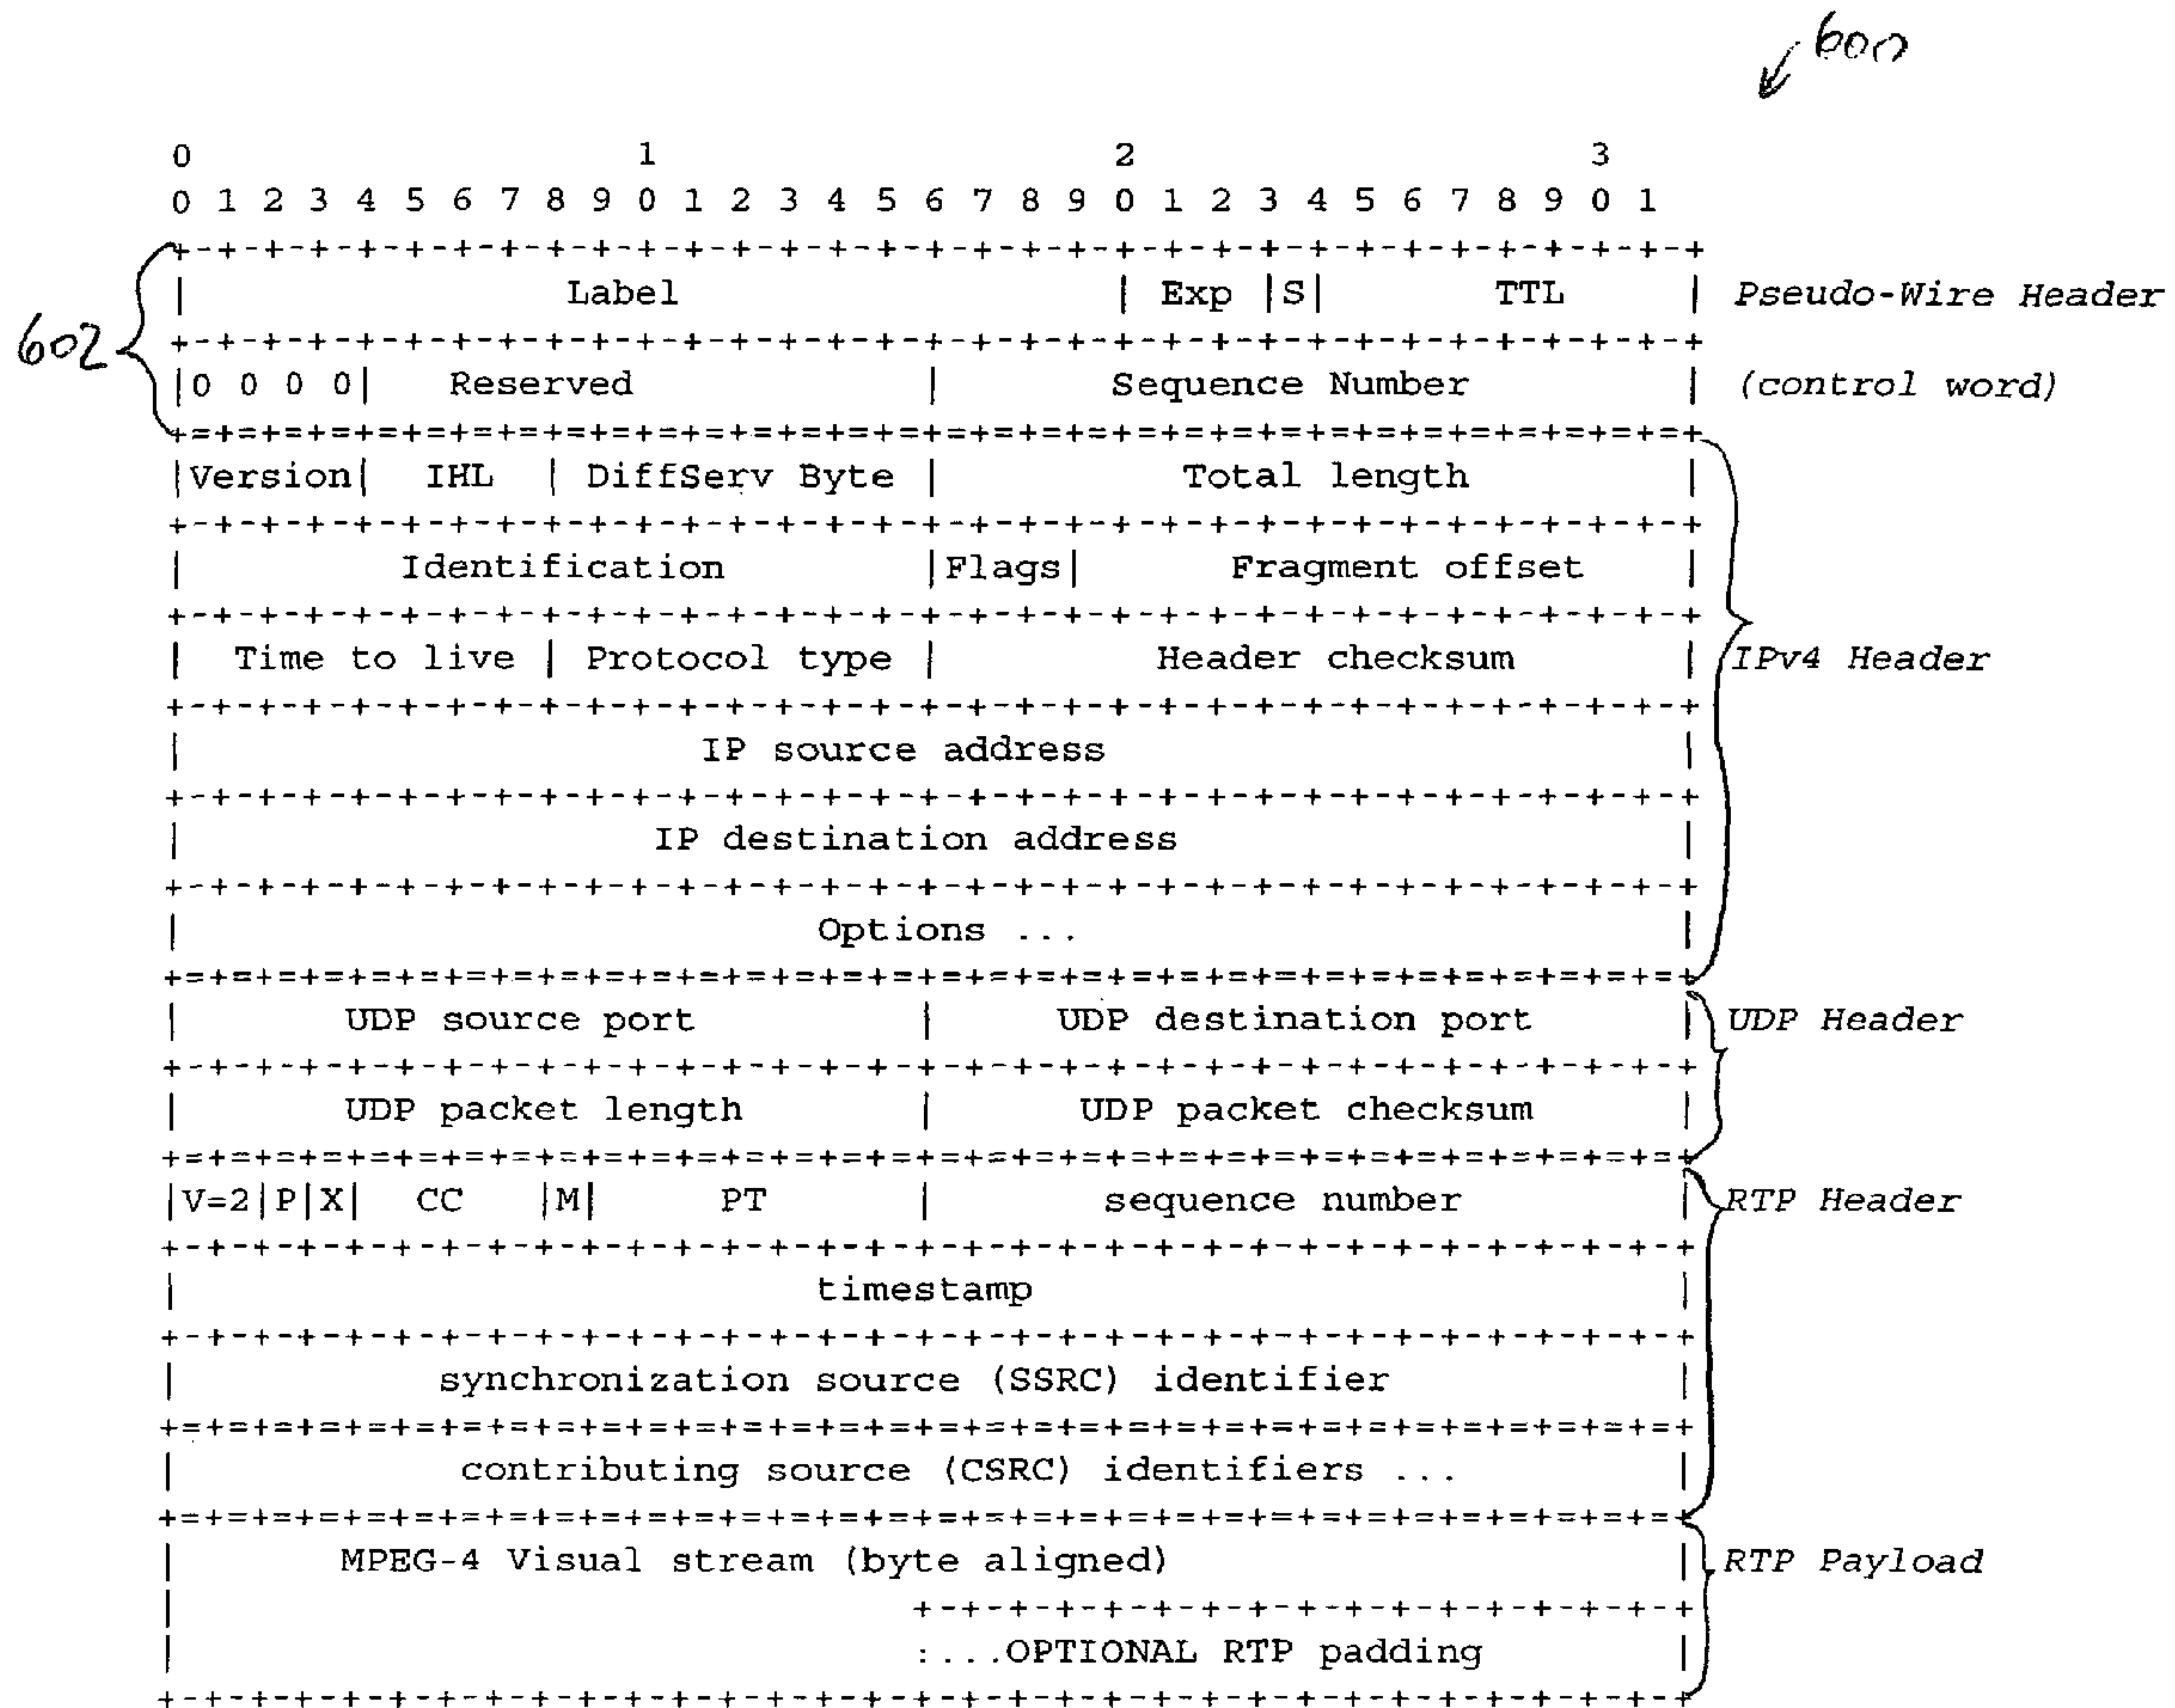 600
0 1 2 3
0 1 2 3 4 5 6 7 8 9 0 1 2 3 4 5 6 7 8 9 0 1 2 3 4 5 6 7 8 9 0 1
+-+-+-+-+-+-+-+-+-+-+-+-+-+-+-+-+-+-+-+-+-+-+-+-+-+-+-+-+-+-+-+-+
| Label | Exp |S| TTL | Pseudo-Wire Header
602 +-+-+-+-+-+-+-+-+-+-+-+-+-+-+-+-+-+-+-+-+-+-+-+-+-+-+-+-+-+-+-+-+
|0 0 0 0| Reserved | Sequence Number | (control word)
+=+=+=+=+=+=+=+=+=+=+=+=+=+=+=+=+=+=+=+=+=+=+=+=+=+=+=+=+=+=+=+=+
|Version| IHL | DiffServ Byte | Total length |
+-+-+-+-+-+-+-+-+-+-+-+-+-+-+-+-+-+-+-+-+-+-+-+-+-+-+-+-+-+-+-+-+
| Identification |Flags| Fragment offset |
+-+-+-+-+-+-+-+-+-+-+-+-+-+-+-+-+-+-+-+-+-+-+-+-+-+-+-+-+-+-+-+-+
| Time to live | Protocol type | Header checksum | IPv4 Header
+-+-+-+-+-+-+-+-+-+-+-+-+-+-+-+-+-+-+-+-+-+-+-+-+-+-+-+-+-+-+-+-+
| IP source address |
+-+-+-+-+-+-+-+-+-+-+-+-+-+-+-+-+-+-+-+-+-+-+-+-+-+-+-+-+-+-+-+-+
| IP destination address |
+-+-+-+-+-+-+-+-+-+-+-+-+-+-+-+-+-+-+-+-+-+-+-+-+-+-+-+-+-+-+-+-+
| Options ... |
+=+=+=+=+=+=+=+=+=+=+=+=+=+=+=+=+=+=+=+=+=+=+=+=+=+=+=+=+=+=+=+=+
| UDP source port | UDP destination port | UDP Header
+-+-+-+-+-+-+-+-+-+-+-+-+-+-+-+-+-+-+-+-+-+-+-+-+-+-+-+-+-+-+-+-+
| UDP packet length | UDP packet checksum |
+=+=+=+=+=+=+=+=+=+=+=+=+=+=+=+=+=+=+=+=+=+=+=+=+=+=+=+=+=+=+=+=+
|V=2|P|X| CC |M| PT | sequence number | RTP Header
+-+-+-+-+-+-+-+-+-+-+-+-+-+-+-+-+-+-+-+-+-+-+-+-+-+-+-+-+-+-+-+-+
| timestamp |
+-+-+-+-+-+-+-+-+-+-+-+-+-+-+-+-+-+-+-+-+-+-+-+-+-+-+-+-+-+-+-+-+
| synchronization source (SSRC) identifier |
+=+=+=+=+=+=+=+=+=+=+=+=+=+=+=+=+=+=+=+=+=+=+=+=+=+=+=+=+=+=+=+=+
| contributing source (CSRC) identifiers ... |
+=+=+=+=+=+=+=+=+=+=+=+=+=+=+=+=+=+=+=+=+=+=+=+=+=+=+=+=+=+=+=+=+
| MPEG-4 Visual stream (byte aligned) | RTP Payload
| +-+-+-+-+-+-+-+-+-+-+-+-+-+-+-+-+
| :...OPTIONAL RTP padding |
+-+-+-+-+-+-+-+-+-+-+-+-+-+-+-+-+-+-+-+-+-+-+-+-+-+-+-+-+-+-+-+-+